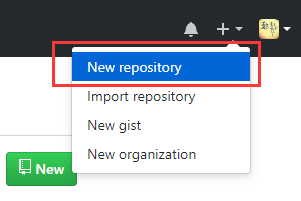 New repository
Import repository
New gist
New organization
New